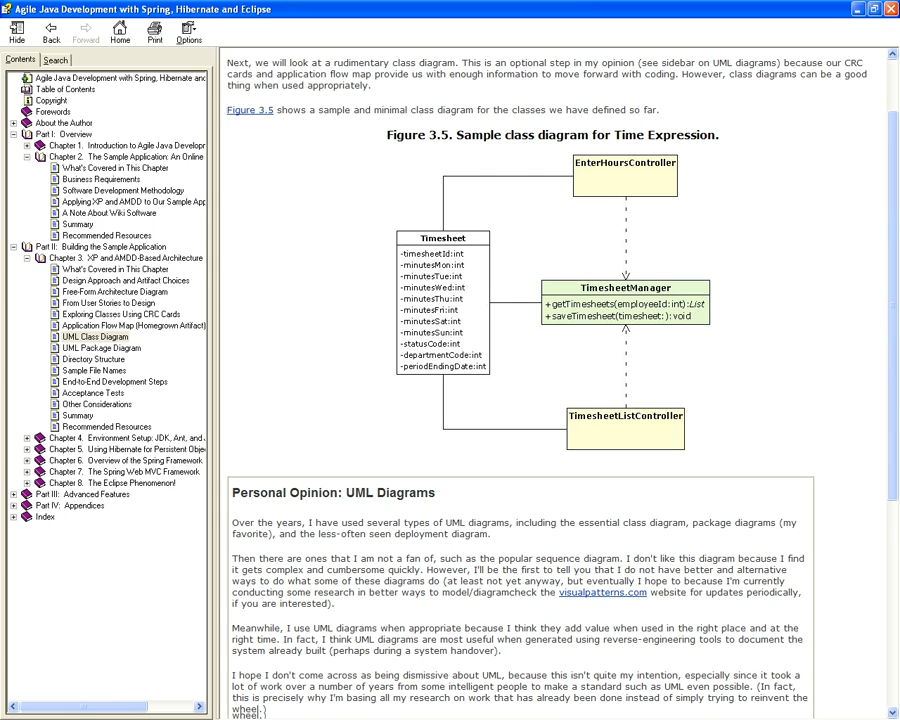 Agile Java Development with Spring, Hibernate and Eclipse
Hide
Back
Forward
Home
Print
Options
Contents
Search
Agile Java Development with Spring, Hibernate and
Table of Contents
Copyright
Forewords
About the Author
Part I: Overview
Chapter 1. Introduction to Agile Java Develop
Chapter 2. The Sample Application: An Online
What's Covered in This Chapter
Business Requirements
Software Development Methodology
Applying XP and AMDD to Our Sample App
A Note About Wiki Software
Summary
Recommended Resources
Part II: Building the Sample Application
Chapter 3. XP and AMDD-Based Architecture
What's Covered in This Chapter
Design Approach and Artifact Choices
Free-Form Architecture Diagram
From User Stories to Design
Exploring Classes Using CRC Cards
Application Flow Map (Homegrown Artifact)
UML Class Diagram
UML Package Diagram
Directory Structure
Sample File Names
End-to-End Development Steps
Acceptance Tests
Other Considerations
Summary
Recommended Resources
Chapter 4. Environment Setup: JDK, Ant, and
Chapter 5. Using Hibernate for Persistent Obje
Chapter 6. Overview of the Spring Framework
Chapter 7. The Spring Web MVC Framework
Chapter 8. The Eclipse Phenomenon!
Part III: Advanced Features
Part IV: Appendices
Index
Next, we will look at a rudimentary class diagram. This is an optional step in my opinion (see sidebar on UML diagrams) because our CRC
cards and application flow map provide us with enough information to move forward with coding. However, class diagrams can be a good
thing when used appropriately.
Figure 3.5 shows a sample and minimal class diagram for the classes we have defined so far.
Figure 3.5. Sample class diagram for Time Expression.
EnterHoursController
Timesheet
-timesheetId:int
-minutesMon:int
-minutesTue:int
-minutesWed:int
-minutesThu:int
-minutesFri:int
-minutesSat:int
-minutesSun:int
-statusCode:int
-departmentCode:int
-periodEndingDate:int
TimesheetManager
+getTimesheets(employeeId:int):List
+saveTimesheet(timesheet:):void
TimesheetListController
Personal Opinion: UML Diagrams
Over the years, I have used several types of UML diagrams, including the essential class diagram, package diagrams (my
favorite), and the less-often seen deployment diagram.
Then there are ones that I am not a fan of, such as the popular sequence diagram. I don't like this diagram because I find
it gets complex and cumbersome quickly. However, I'll be the first to tell you that I do not have better and alternative
ways to do what some of these diagrams do (at least not yet anyway, but eventually I hope to because I'm currently
conducting some research in better ways to model/diagramcheck the visualpatterns.com website for updates periodically,
if you are interested).
Meanwhile, I use UML diagrams when appropriate because I think they add value when used in the right place and at the
right time. In fact, I think UML diagrams are most useful when generated using reverse-engineering tools to document the
system already built (perhaps during a system handover).
I hope I don't come across as being dismissive about UML, because this isn't quite my intention, especially since it took a
lot of work over a number of years from some intelligent people to make a standard such as UML even possible. (In fact,
this is precisely why I'm basing all my research on work that has already been done instead of simply trying to reinvent the
wheel.)
wheel.)